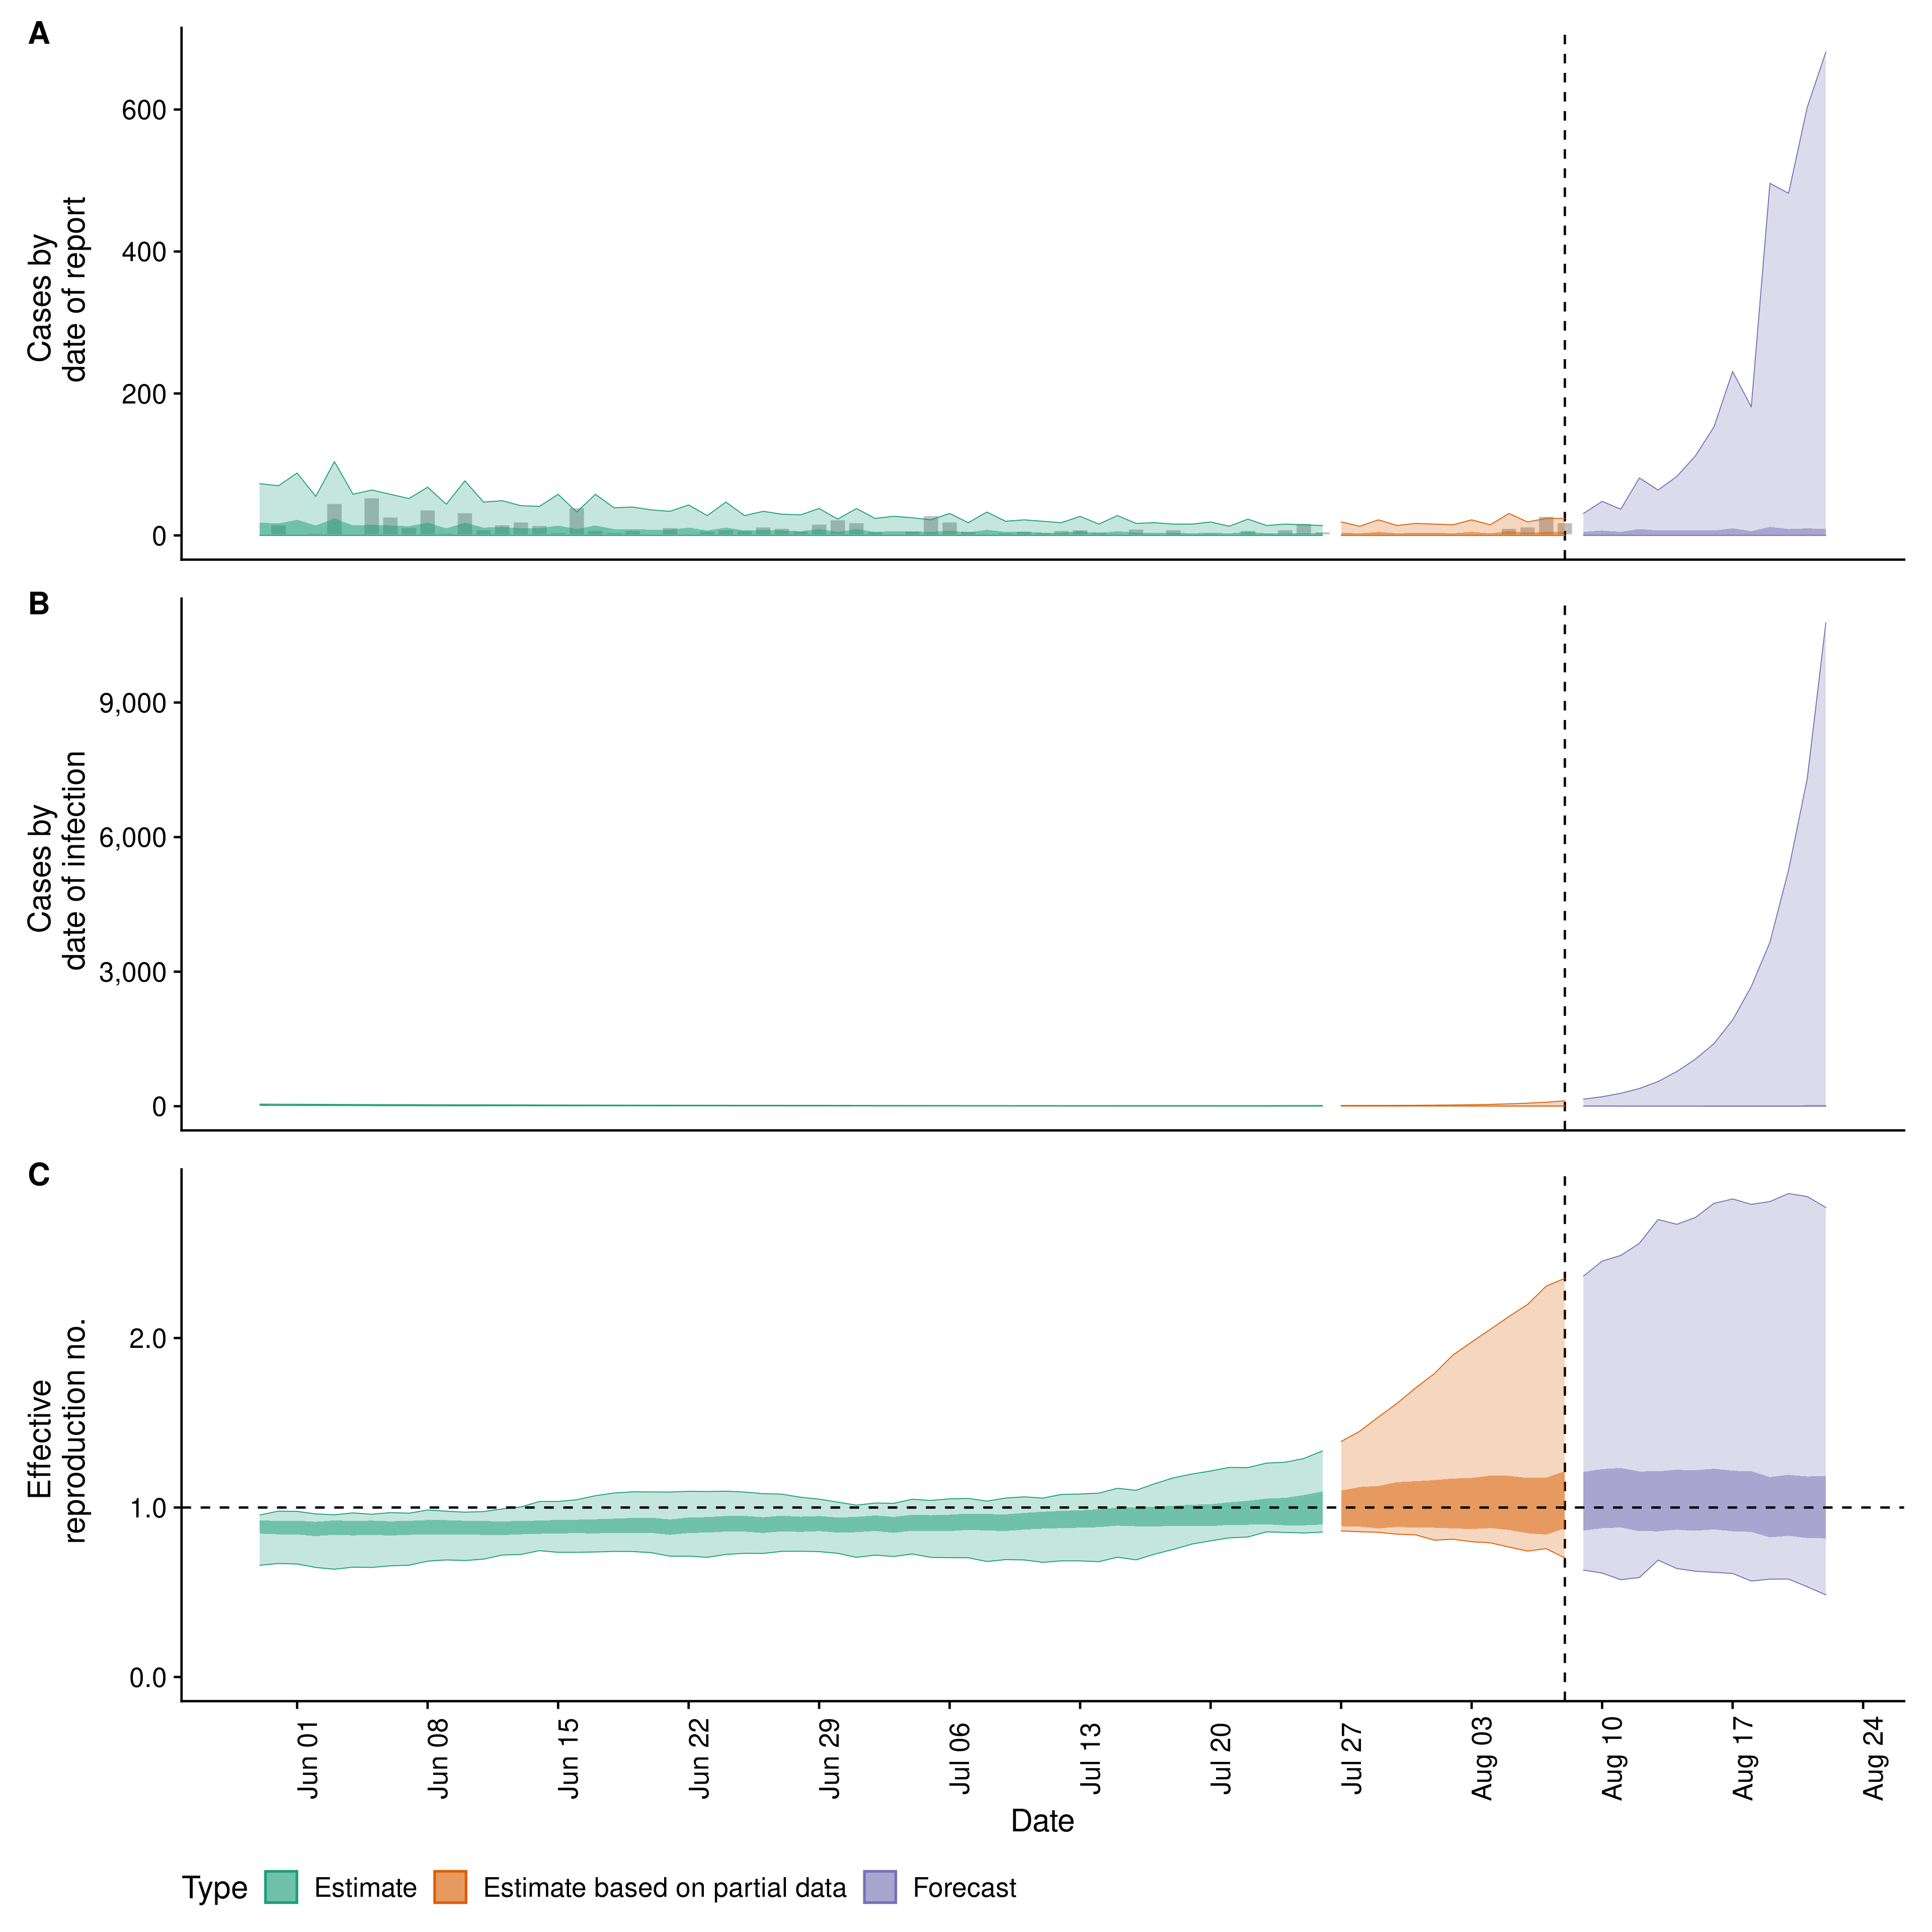 A
Cases by
date of report
600
400
200
0
B
Cases by
date of infection
9,000
6,000
3,000
0
C
Effective
reproduction no.
2.0
1.0
0.0
Jun 01
Jun 08
Jun 15
Jun 22
Jun 29
Jul 06
Jul 13
Jul 20
Jul 27
Aug 03
Aug 10
Aug 17
Aug 24
Date
Type Estimate Estimate based on partial data Forecast